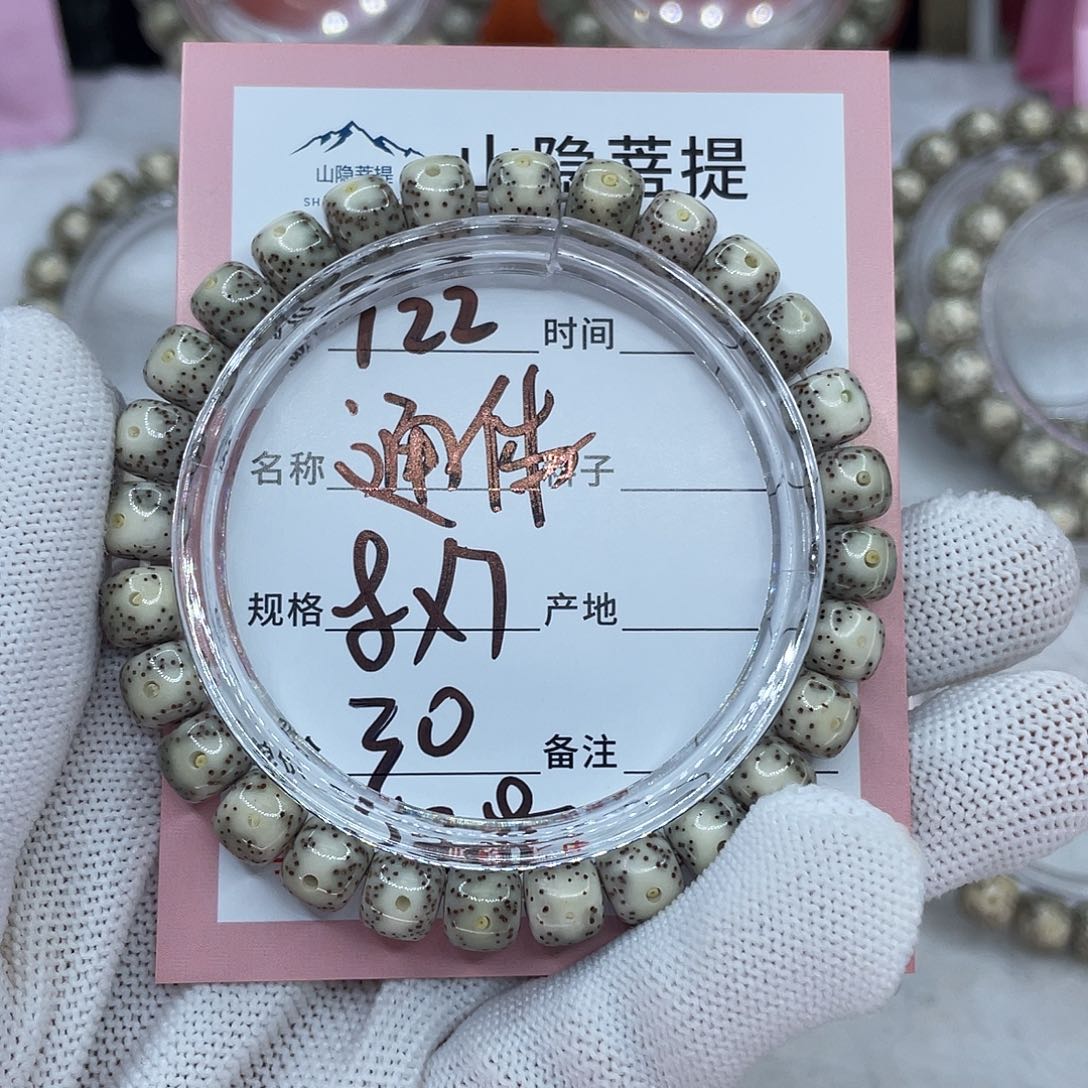 山隐菩提
山隐菩提
SH
122 时间
名称 通体 子
规格 8x7 产地
30 备注